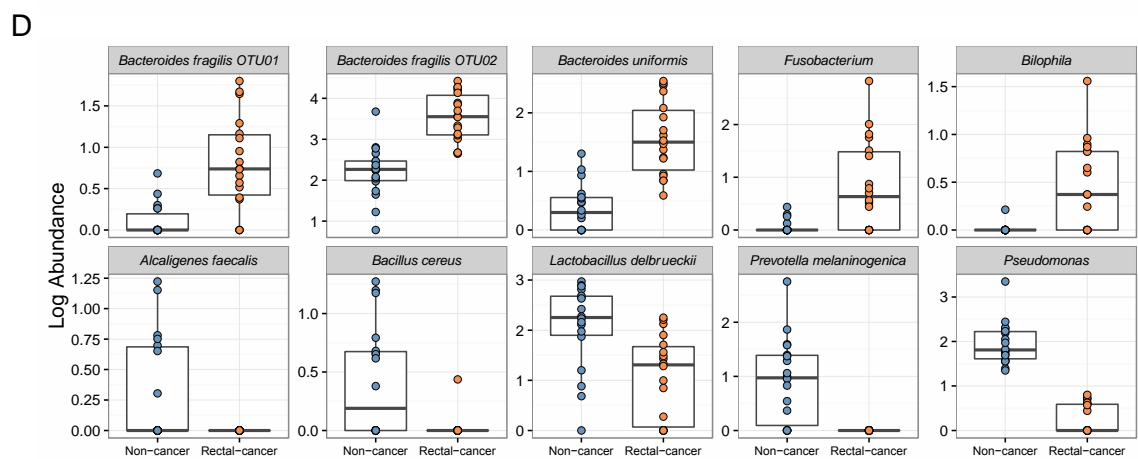 D
Bacteroides fragilis OTU01 Bacteroides fragilis OTU02 Bacteroides uniformis Fusobacterium Bilophila
1.5 1.0 0.5 0.0
4 3 2 1
2 1 0
2 1 0
1.5 1.0 0.5 0.0
Log Abundance
Alcaligenes faecalis Bacillus cereus Lactobacillus delbrueckii Prevotella melaninogenica Pseudomonas
1.25 1.00 0.75 0.50 0.25 0.00
1.0 0.5 0.0
3 2 1 0
2 1 0
3 2 1 0
Non−cancer Rectal−cancer Non−cancer Rectal−cancer Non−cancer Rectal−cancer Non−cancer Rectal−cancer Non−cancer Rectal−cancer